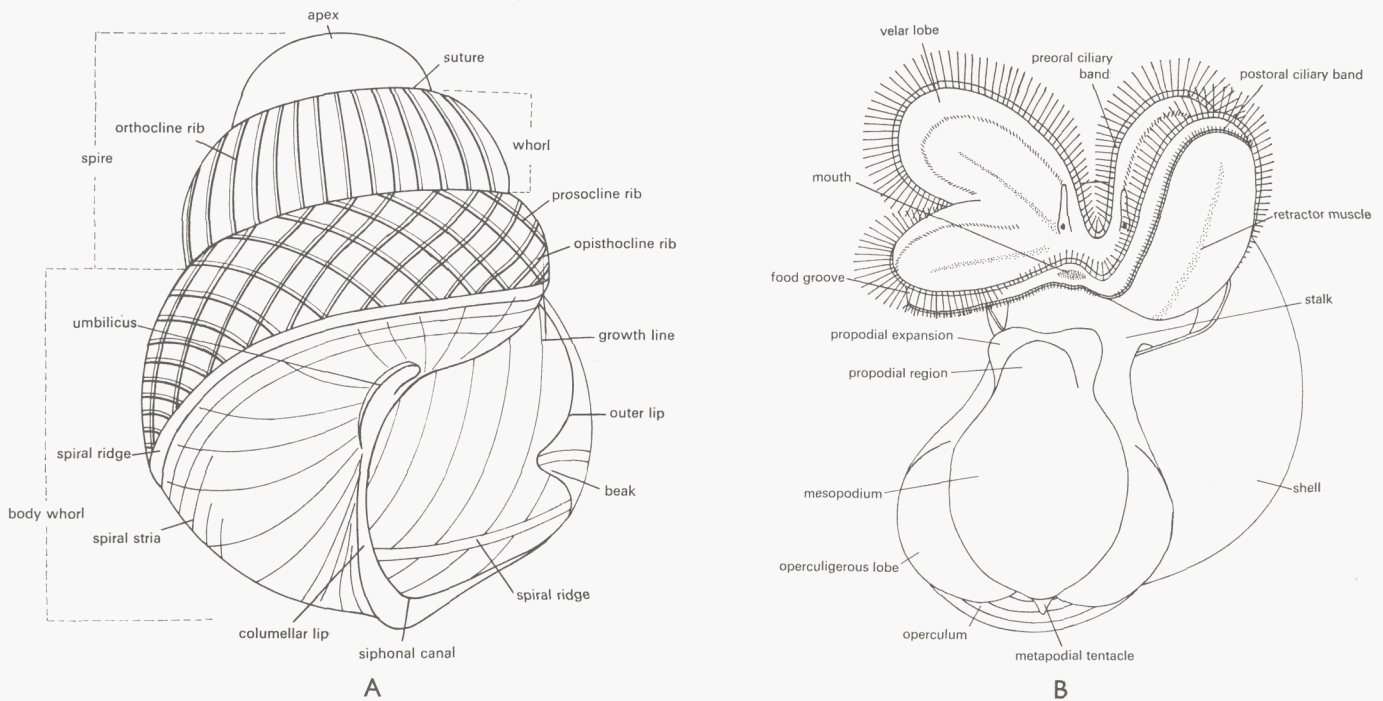 apex
suture
orthocline rib
spire
whorl
prosocline rib
opisthocline rib
umbilicus
growth line
outer lip
spiral ridge
beak
body whorl
spiral stria
spiral ridge
columellar lip
siphonal canal
A
velar lobe
preoral ciliary
band
postoral ciliary band
mouth
retractor muscle
food groove
stalk
propodial expansion
propodial region
mesopodium
shell
operculigerous lobe
operculum
metapodial tentacle
B